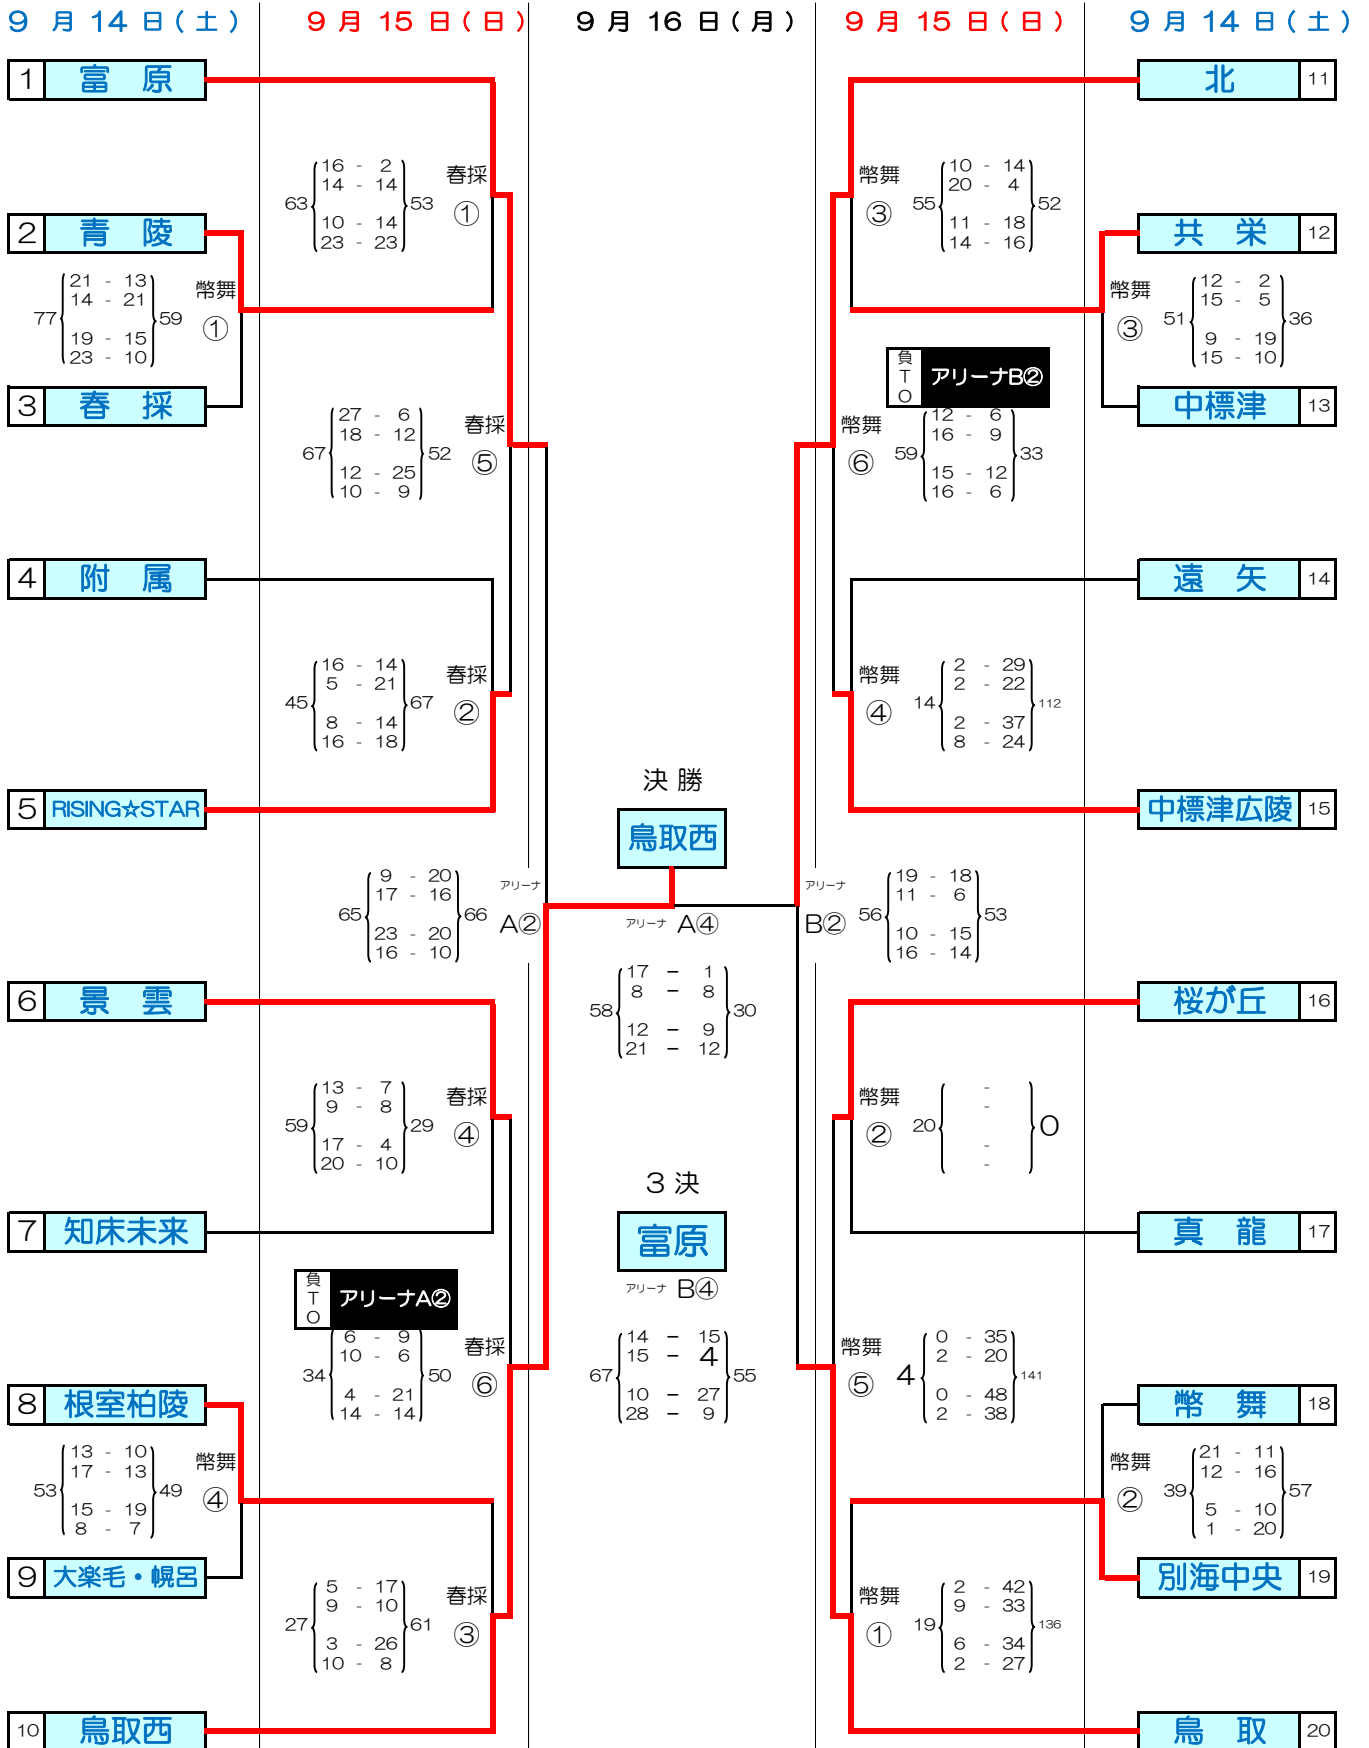 9 月 14 日(土)
9 月 15 日(日)
9 月 16 日(月)
9 月 15 日(日)
9 月 14 日(土)
1 富 原
16 - 2
14 - 14
63 53
10 - 14
23 - 23
春採
①
2 青 陵
21 - 13
14 - 21
77 59
19 - 15
23 - 10
幣舞
①
3 春 採
27 - 6
18 - 12
67 52
12 - 25
10 - 9
春採
⑤
4 附 属
16 - 14
5 - 21
45 67
8 - 14
16 - 18
春採
②
5 RISING☆STAR
9 - 20
17 - 16
65 66
23 - 20
16 - 10
アリーナ
A②
6 景 雲
13 - 7
9 - 8
59 29
17 - 4
20 - 10
春採
④
7 知床未来
負TO アリーナA②
6 - 9
10 - 6
34 50
4 - 21
14 - 14
春採
⑥
8 根室柏陵
13 - 10
17 - 13
53 49
15 - 19
8 - 7
幣舞
④
9 大楽毛・幌呂
5 - 17
9 - 10
27 61
3 - 26
10 - 8
春採
③
10 鳥取西
決 勝
鳥取西
アリーナ A④
17 - 1
8 - 8
58 30
12 - 9
21 - 12
3 決
富原
アリーナ B④
14 - 15
15 - 4
67 55
10 - 27
28 - 9
北 11
幣舞
③
10 - 14
20 - 4
55 52
11 - 18
14 - 16
共 栄 12
幣舞
③
12 - 2
15 - 5
51 36
9 - 19
15 - 10
中標津 13
負TO アリーナB②
幣舞
⑥
12 - 6
16 - 9
59 33
15 - 12
16 - 6
遠 矢 14
幣舞
④
2 - 29
2 - 22
14 112
2 - 37
8 - 24
中標津広陵 15
アリーナ
B②
19 - 18
11 - 6
56 53
10 - 15
16 - 14
桜が丘 16
幣舞
②
-
-
20 0
-
-
真 龍 17
幣舞
⑤
0 - 35
2 - 20
4 141
0 - 48
2 - 38
幣 舞 18
幣舞
②
21 - 11
12 - 16
39 57
5 - 10
1 - 20
別海中央 19
幣舞
①
2 - 42
9 - 33
19 136
6 - 34
2 - 27
鳥 取 20